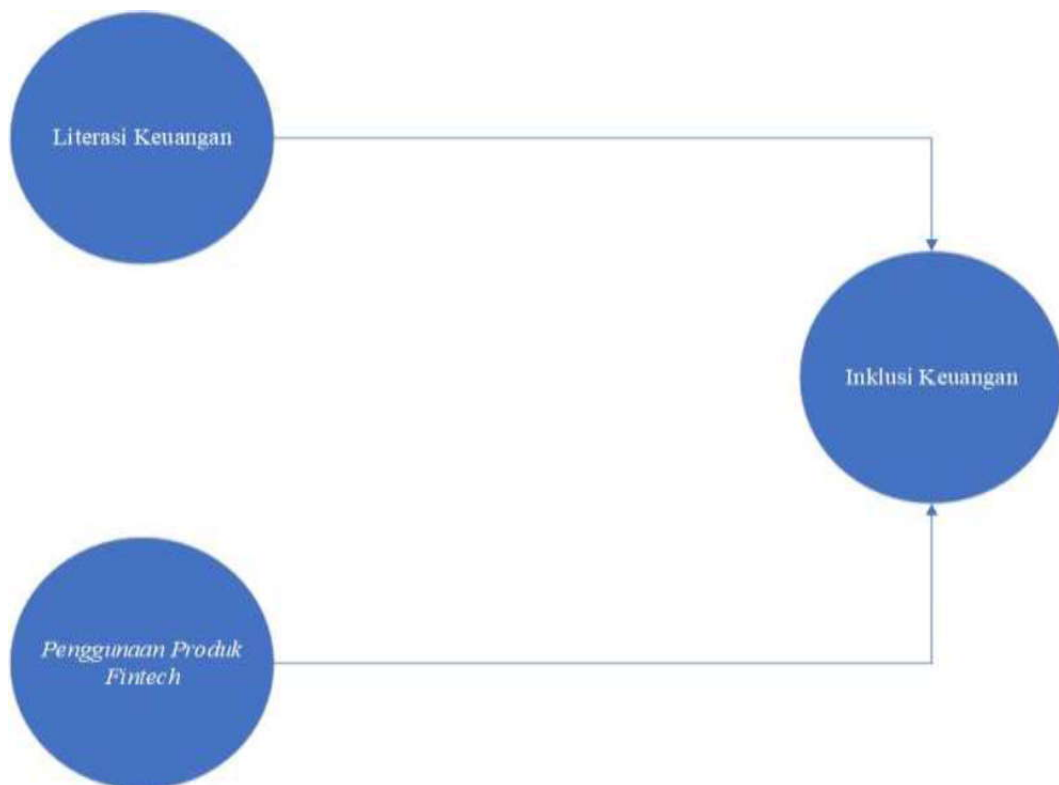 Literasi Keuangan
Inklusi Keuangan
Penggunaan Produk
Fintech